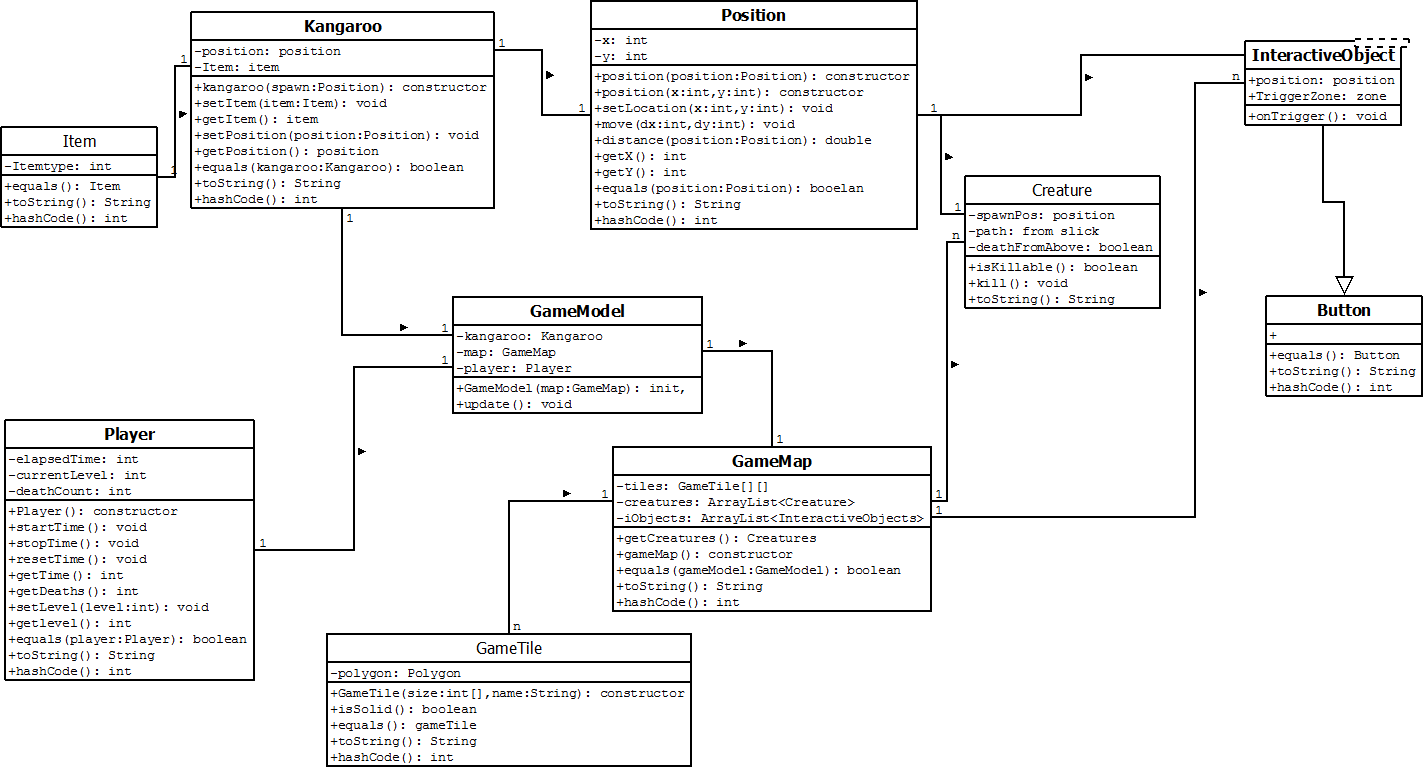 Kangaroo
-position: position
-Item: item
+kangaroo(spawn:Position): constructor
+setItem(item:Item): void
+getItem(): item
+setPosition(position:Position): void
+getPosition(): position
+equals(kangaroo:Kangaroo): boolean
+toString(): String
+hashCode(): int
1
1
1
Position
-x: int
-y: int
+position(position:Position): constructor
+position(x:int,y:int): constructor
+setLocation(x:int,y:int): void
+move(dx:int,dy:int): void
+distance(position:Position): double
+getX(): int
+getY(): int
+equals(position:Position): booelan
+toString(): String
+hashCode(): int
1
1
InteractiveObject
+position: position
+TriggerZone: zone
+onTrigger(): void
n
Item
-Itemtype: int
+equals(): Item
+toString(): String
+hashCode(): int
1
Creature
-spawnPos: position
-path: from slick
-deathFromAbove: boolean
+isKillable(): boolean
+kill(): void
+toString(): String
1
n
Button
+
+equals(): Button
+toString(): String
+hashCode(): int
GameModel
-kangaroo: Kangaroo
-map: GameMap
-player: Player
+GameModel(map:GameMap): init,
+update(): void
1
1
1
Player
-elapsedTime: int
-currentLevel: int
-deathCount: int
+Player(): constructor
+startTime(): void
+stopTime(): void
+resetTime(): void
+getTime(): int
+getDeaths(): int
+setLevel(level:int): void
+getlevel(): int
+equals(player:Player): boolean
+toString(): String
+hashCode(): int
1
GameMap
-tiles: GameTile[][]
-creatures: ArrayList<Creature>
-iObjects: ArrayList<InteractiveObjects>
+getCreatures(): Creatures
+gameMap(): constructor
+equals(gameModel:GameModel): boolean
+toString(): String
+hashCode(): int
1
1
1
1
GameTile
-polygon: Polygon
+GameTile(size:int[],name:String): constructor
+isSolid(): boolean
+equals(): gameTile
+toString(): String
+hashCode(): int
n